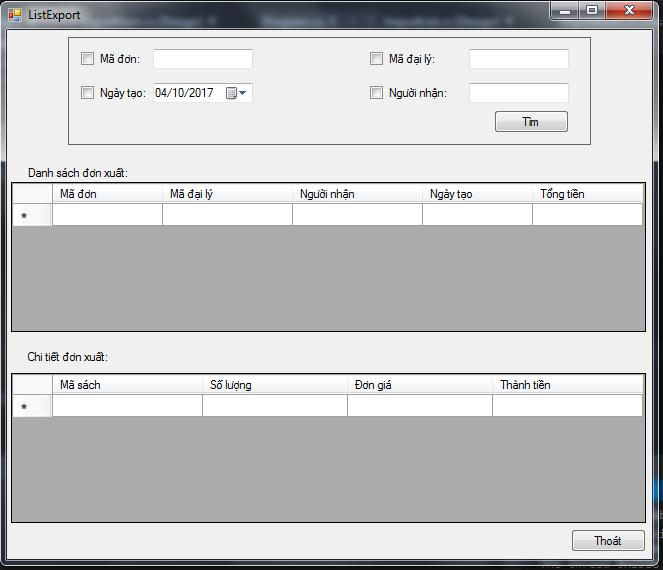 ListExport
Mã đơn:
Mã đại lý:
Ngày tạo: 04/10/2017
Người nhận:
Tìm
Danh sách đơn xuất:
Mã đơn Mã đại lý Người nhận Ngày tạo Tổng tiền
*
Chi tiết đơn xuất:
Mã sách Số lượng Đơn giá Thành tiền
*
Thoát